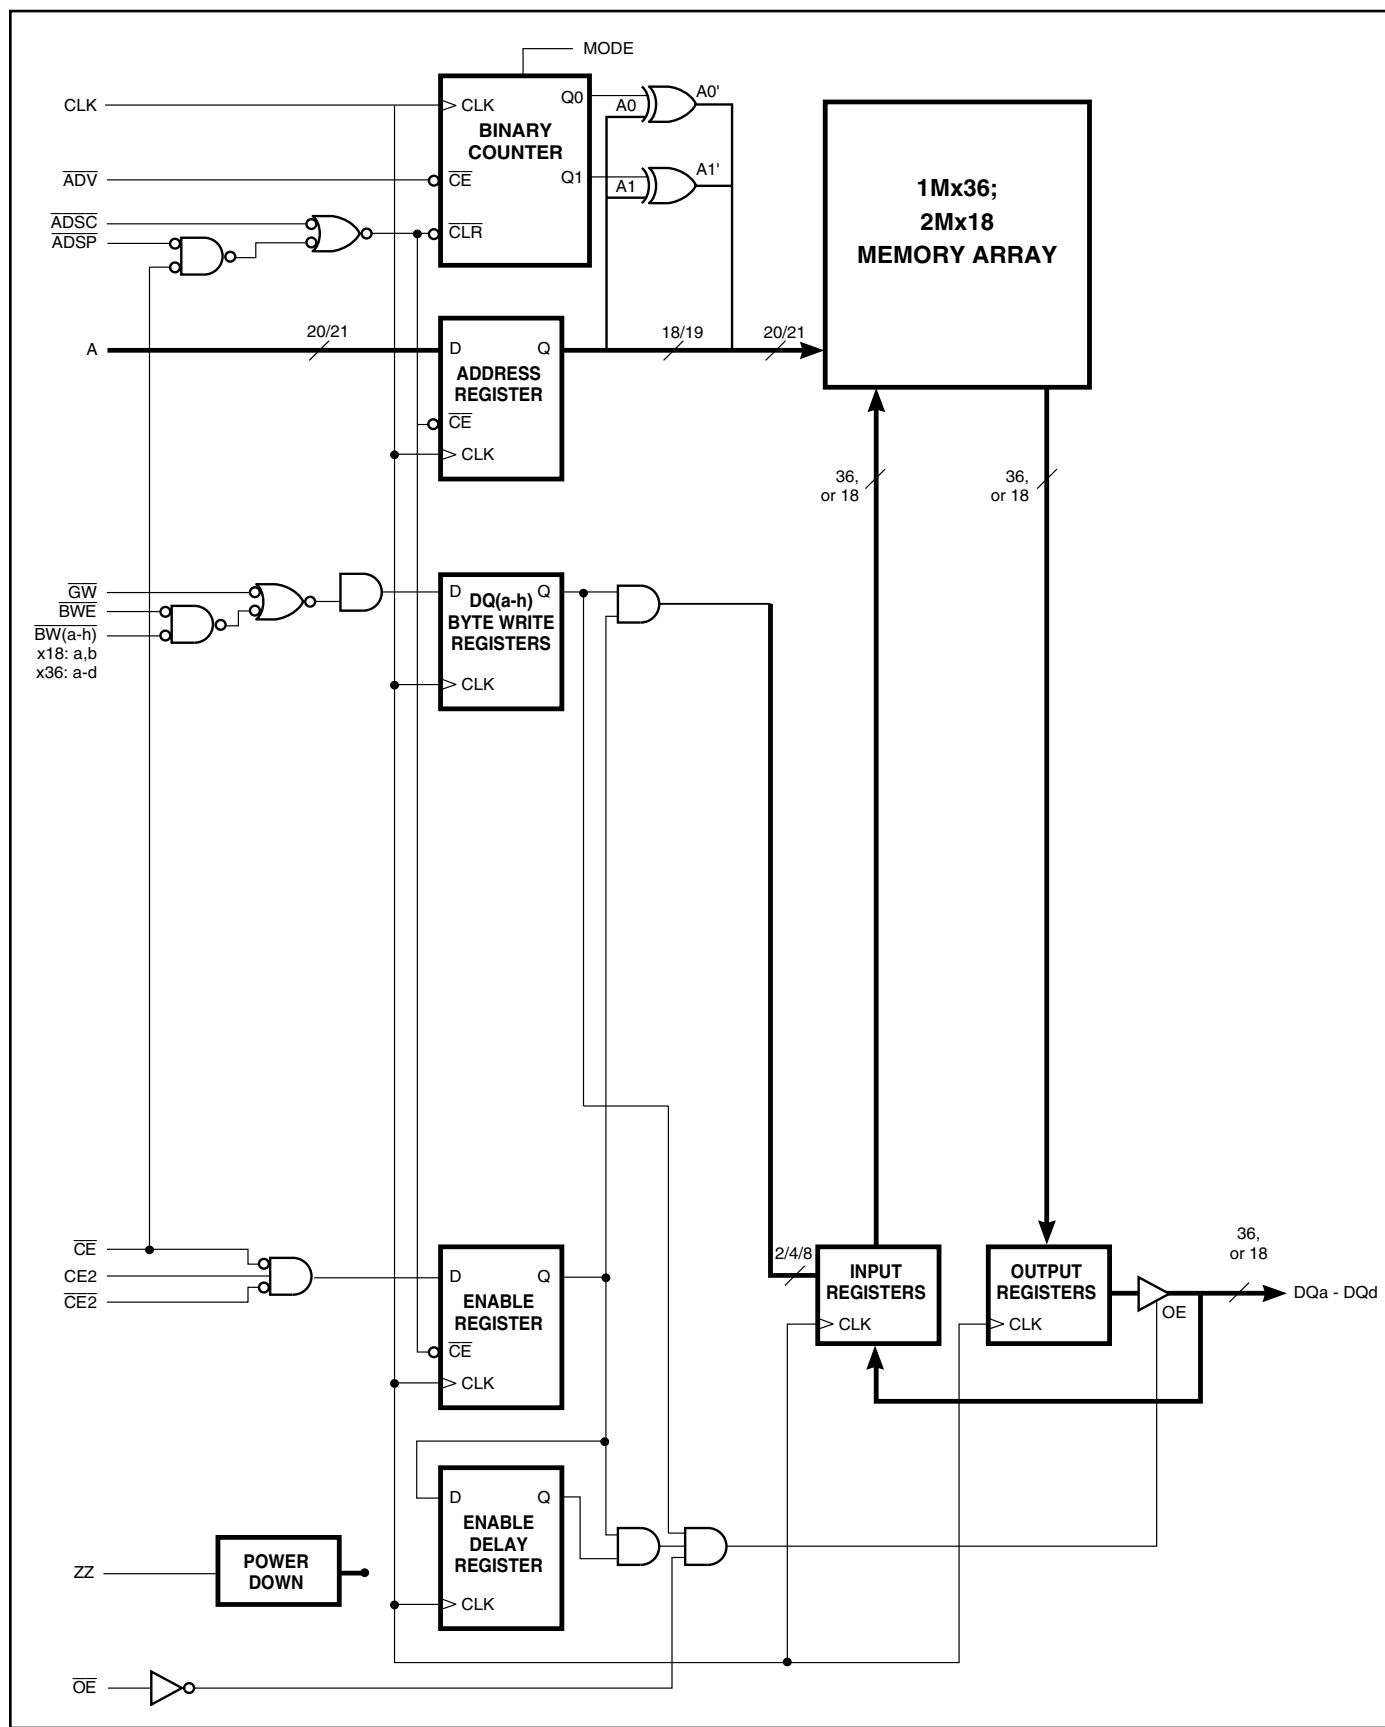 MODE
CLK
CLK
Q0
A0
A0'
BINARY
COUNTER
ADV
CE
Q1
A1
A1'
ADSC
ADSP
CLR
1Mx36;
2Mx18
MEMORY ARRAY
A
20/21
D
Q
18/19
20/21
ADDRESS
REGISTER
CE
CLK
36,
or 18
36,
or 18
GW
BWE
BW(a-h)
x18: a,b
x36: a-d
D
Q
DQ(a-h)
BYTE WRITE
REGISTERS
CLK
CE
CE2
CE2
D
Q
ENABLE
REGISTER
CE
CLK
2/4/8
INPUT
REGISTERS
CLK
OUTPUT
REGISTERS
CLK
OE
36,
or 18
DQa - DQd
D
Q
ENABLE
DELAY
REGISTER
CLK
ZZ
POWER
DOWN
OE